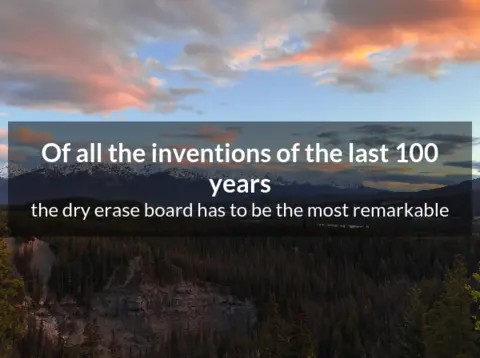 Of all the inventions of the last 100
years
the dry erase board has to be the most remarkable